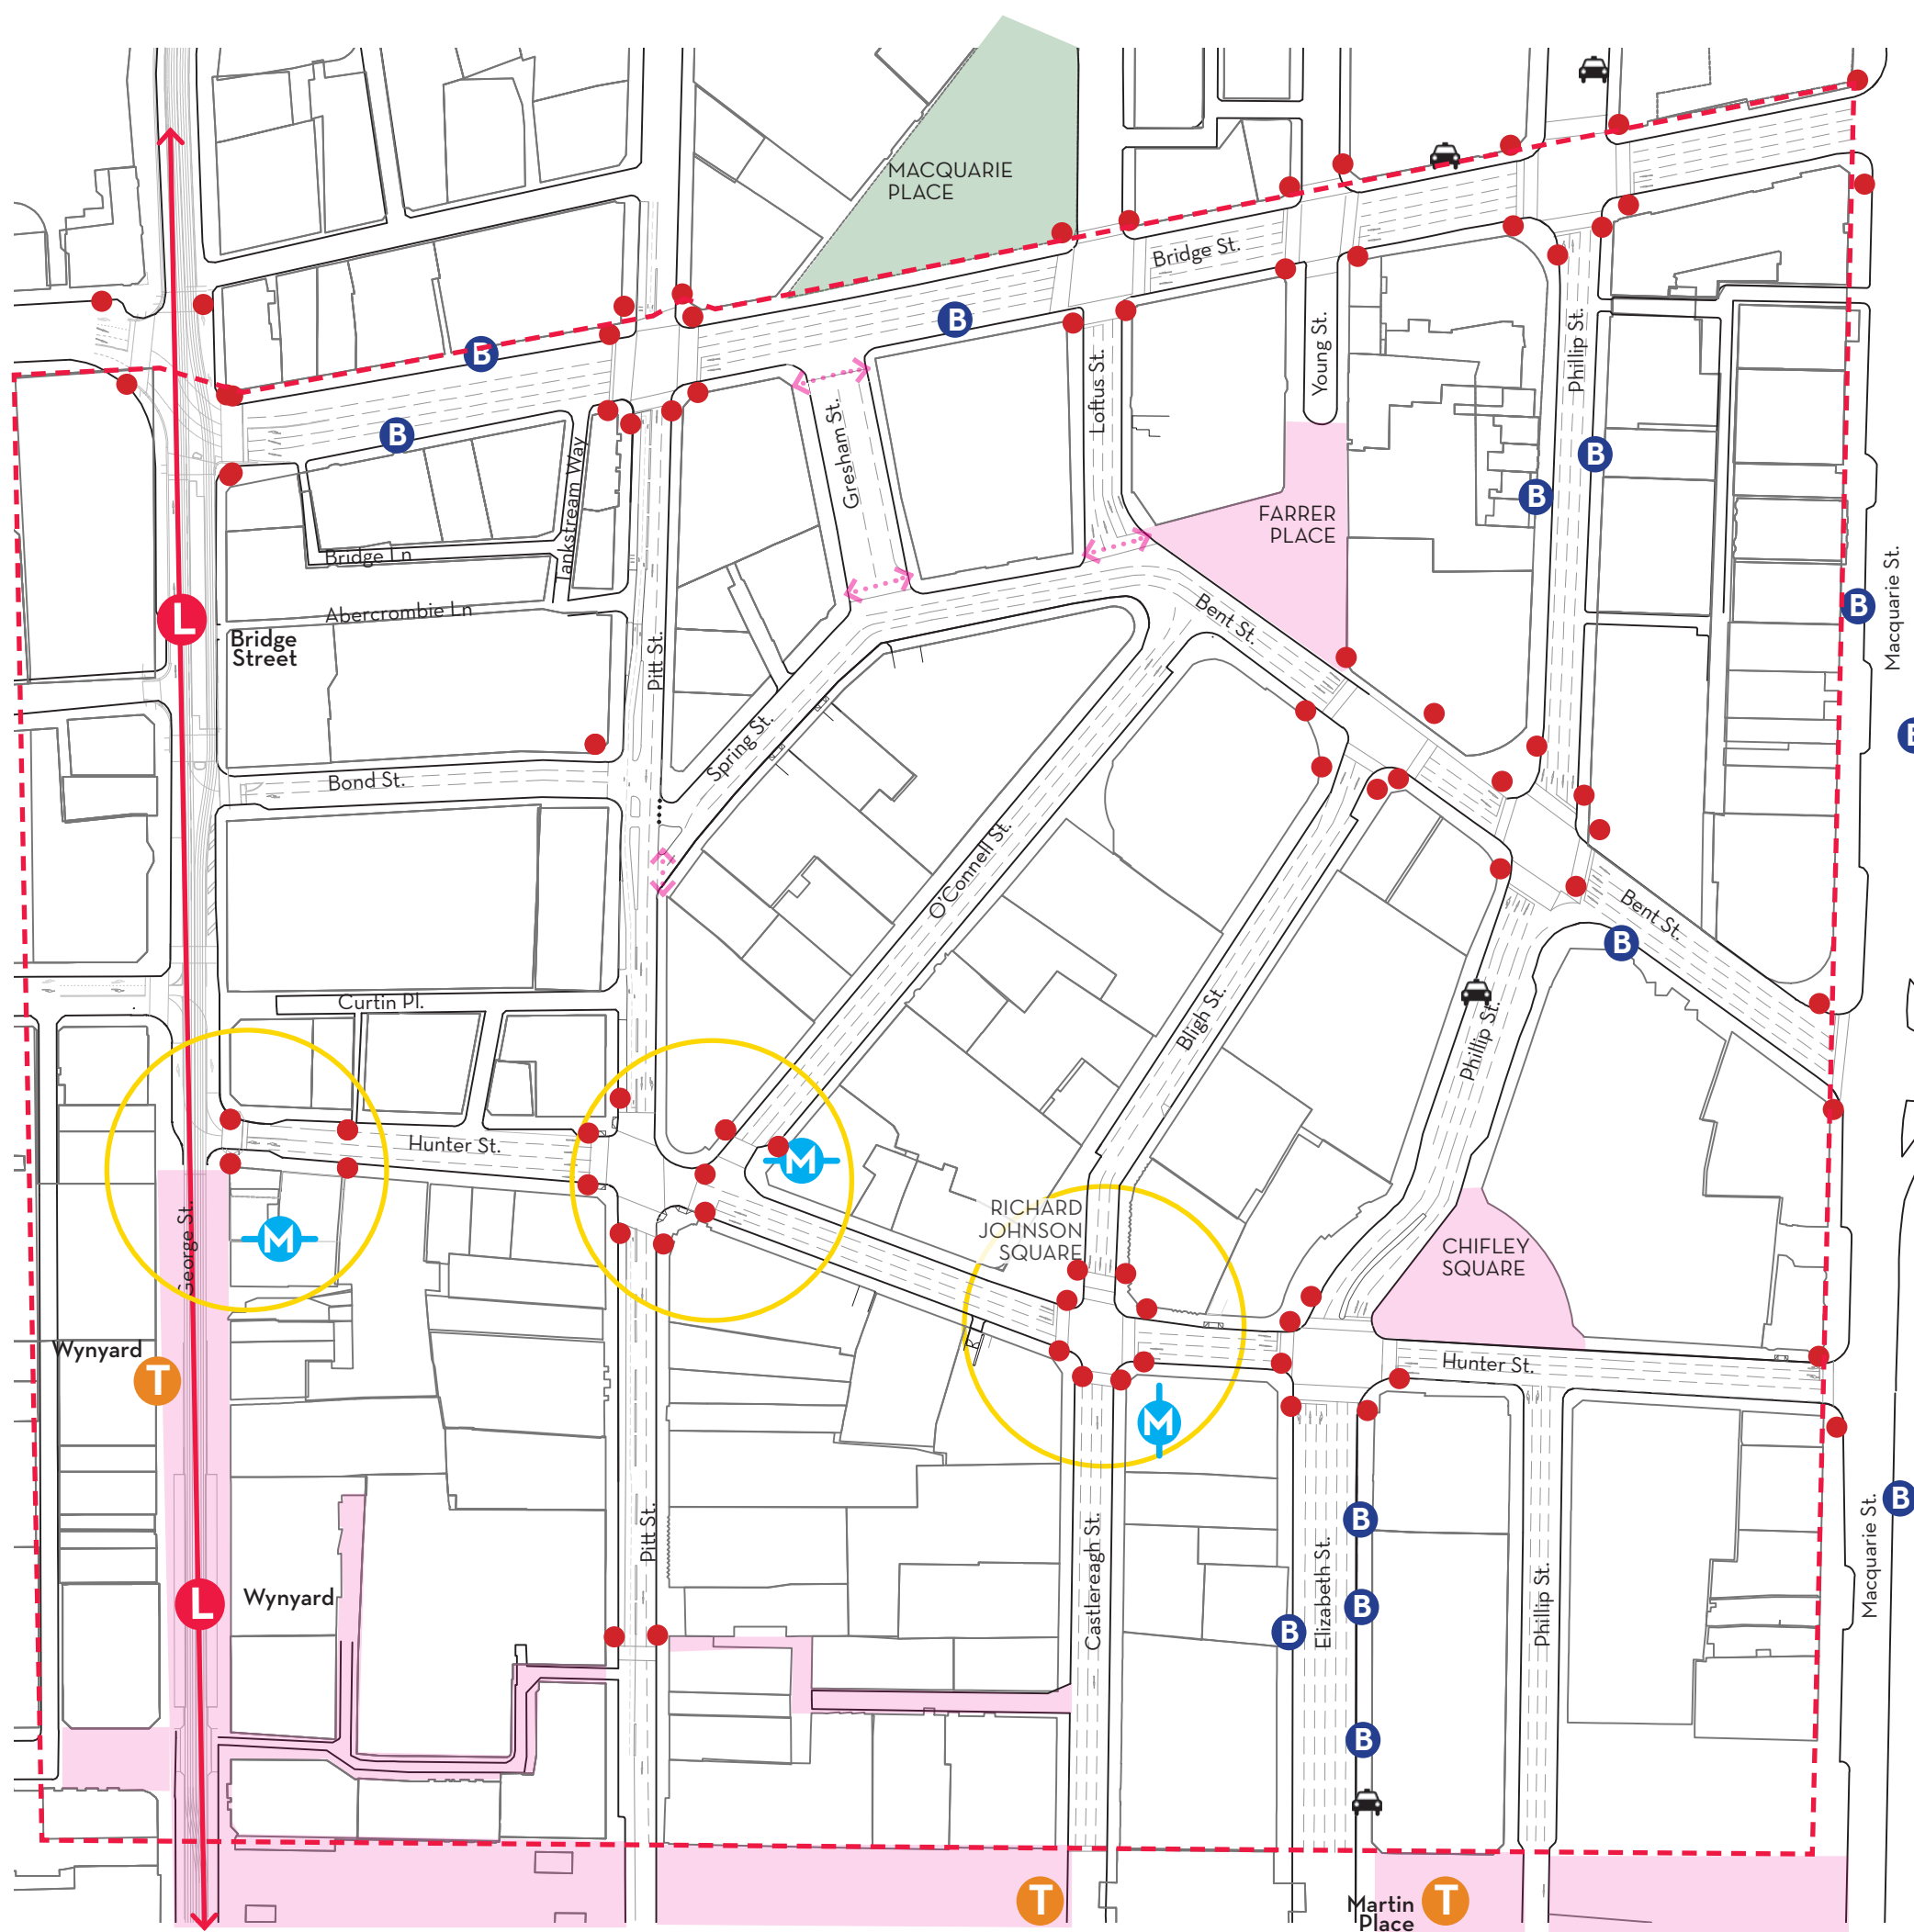 MACQUARIE
PLACE
Bridge St.
B
B
B
Young St.
Phillip St.
Loftus St.
Gresham St.
Tankstream Way
B
B
FARRER
PLACE
Bridge Ln
Abercrombie Ln
L
Bridge
Street
Pitt St.
Bent St.
B
Macquarie St.
Spring St.
Bond St.
O'Connell St.
Bent St.
B
Curtin Pl.
Bligh St.
Phillip St.
Hunter St.
M
George St.
M
RICHARD
JOHNSON
SQUARE
CHIFLEY
SQUARE
Wynyard
T
R
Hunter St.
M
B
B
L
Wynyard
Pitt St.
Castlereagh St.
B
Elizabeth St.
B
Phillip St.
Macquarie St.
B
T
Martin
Place
T